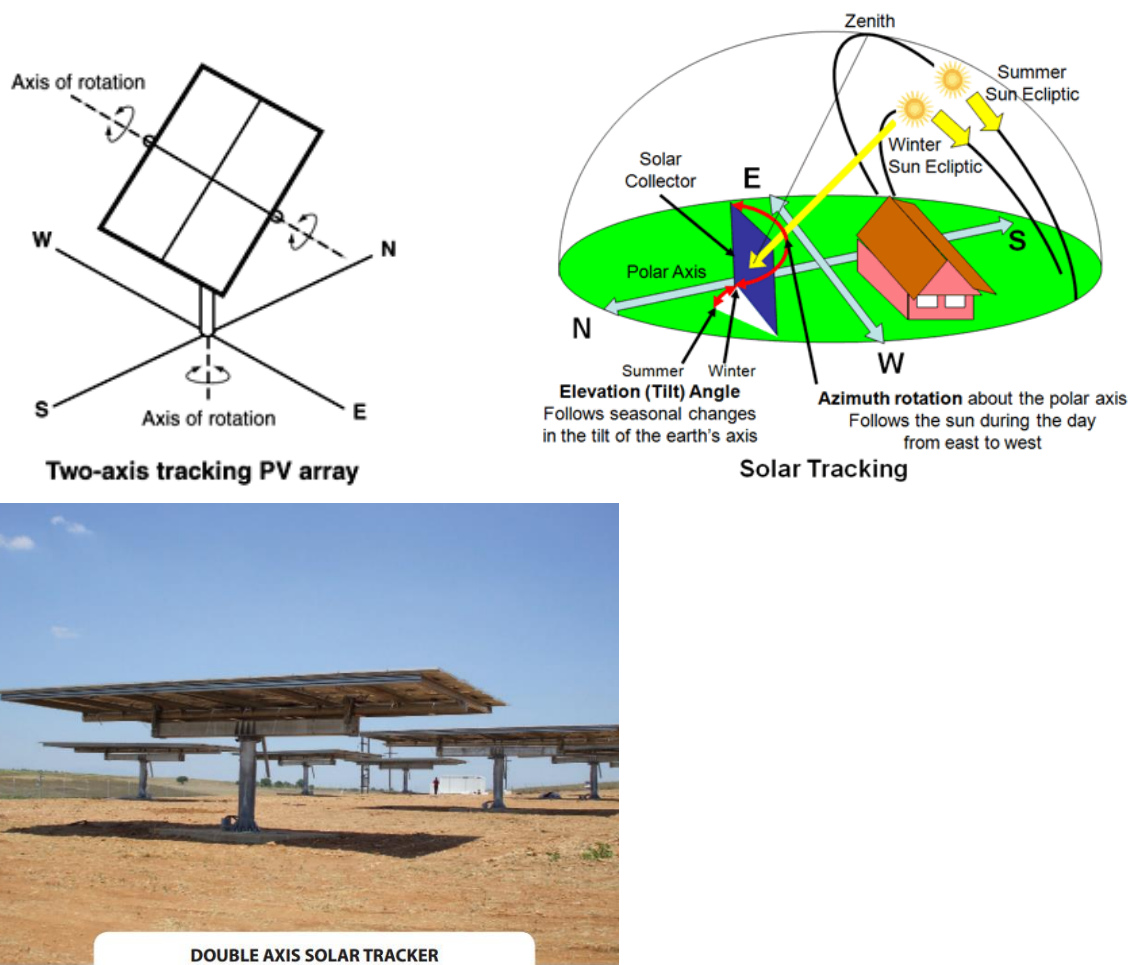 Axis of rotation
W
N
S
E
Axis of rotation
Two-axis tracking PV array
Zenith
Summer
Sun Ecliptic
Winter
Sun Ecliptic
Solar
Collector
E
S
Polar Axis
N
W
Summer
Winter
Elevation (Tilt) Angle
Follows seasonal changes
in the tilt of the earth's axis
Azimuth rotation about the polar axis
Follows the sun during the day
from east to west
Solar Tracking
DOUBLE AXIS SOLAR TRACKER